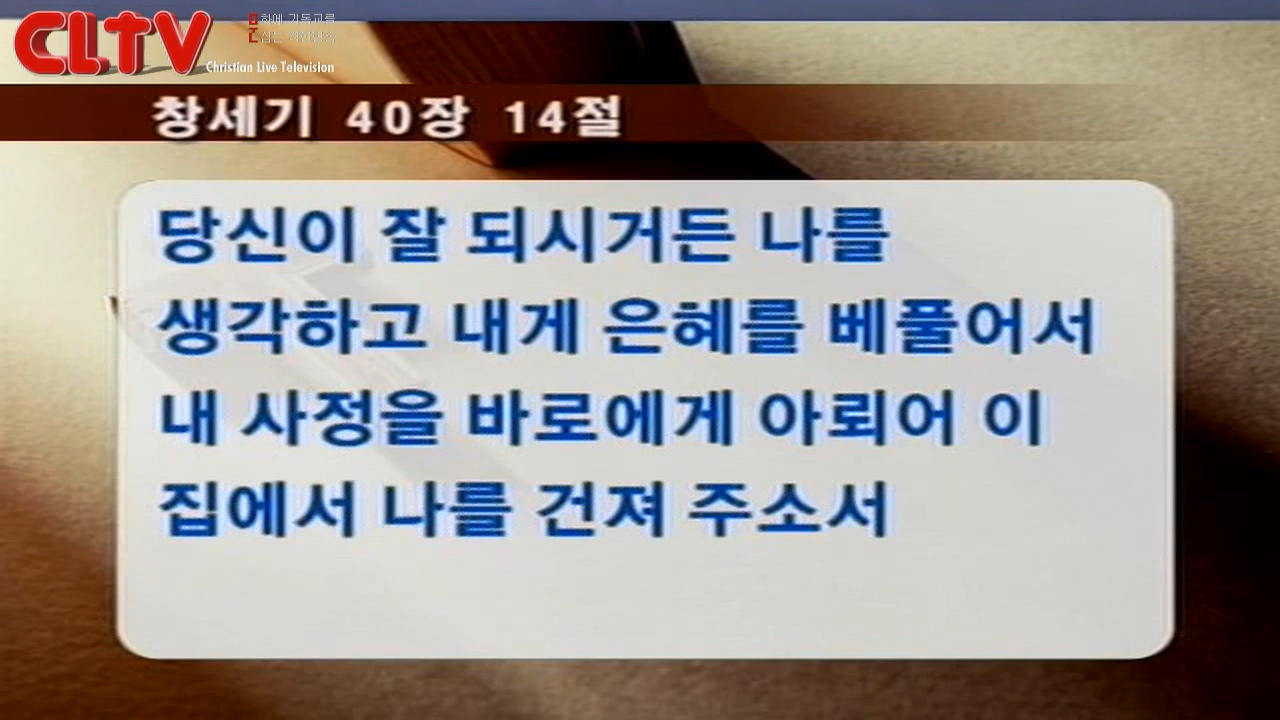 CLTV
Christian Live Television
창세기 40장 14절
당신이 잘 되시거든 나를
생각하고 내게 은혜를 베풀어서
내 사정을 바로에게 아뢰어 이
집에서 나를 건져 주소서